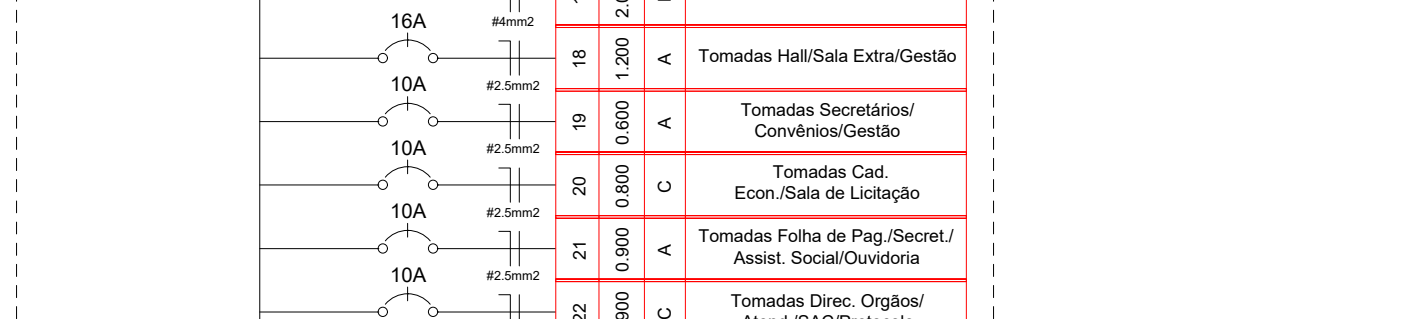 16A
#4mm2
18
1.200
A
Tomadas Hall/Sala Extra/Gestão
10A
#2.5mm2
19
0.600
A
Tomadas Secretários/
Convênios/Gestão
10A
#2.5mm2
20
0.800
C
Tomadas Cad.
Econ./Sala de Licitação
10A
#2.5mm2
21
0.900
A
Tomadas Folha de Pag./Secret./
Assist. Social/Ouvidoria
10A
#2.5mm2
22
C
Tomadas Direc. Orgãos/